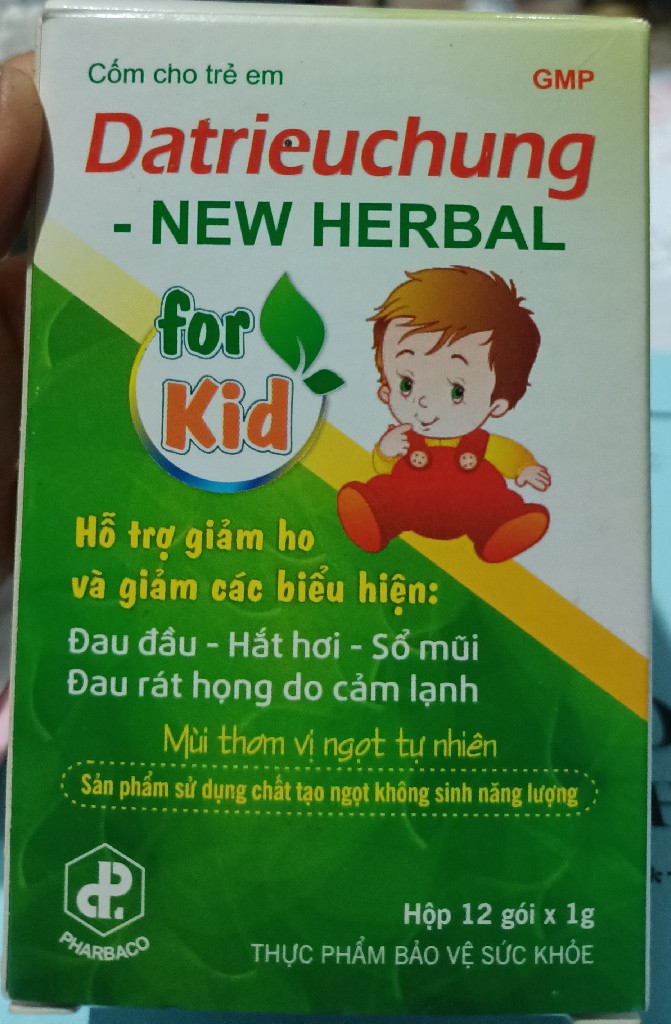 Cốm cho trẻ em
GMP
Datrieuchung
- NEW HERBAL
for
Kid
Hỗ trợ giảm ho
và giảm các biểu hiện:
Đau đầu - Hắt hơi - Sổ mũi
Đau rát họng do cảm lạnh
Mùi thơm vị ngọt tự nhiên
Sản phẩm sử dụng chất tạo ngọt không sinh năng lượng
PHARBACO
Hộp 12 gói x 1g
THỰC PHẨM BẢO VỆ SỨC KHỎE